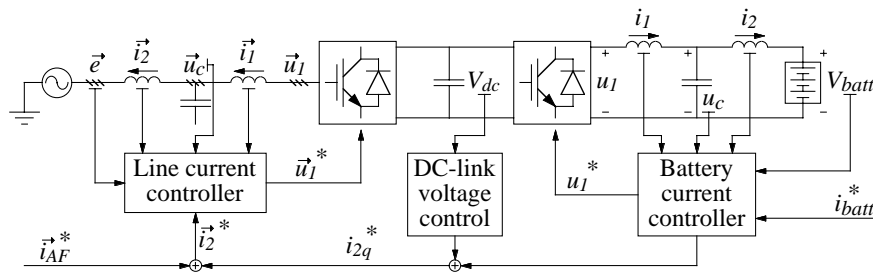 i⃗2 i⃗1 i1 i2
e⃗ u⃗c u⃗1 + + +
Vdc u1 Vbatt
uc
- - -
Line current
controller
u⃗1*
DC-link
voltage
control
u1*
Battery
current
controller
ibatt*
i⃗AF* i⃗2* i2q*